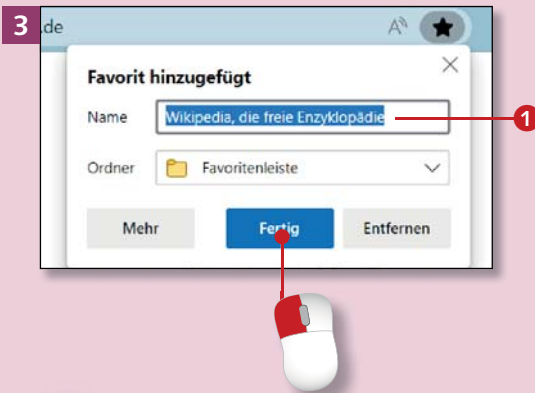 3
.de
A
Favorit hinzugefügt
Name Wikipedia, die freie Enzyklopädie
1
Ordner Favoritenleiste
Mehr Fertig Entfernen